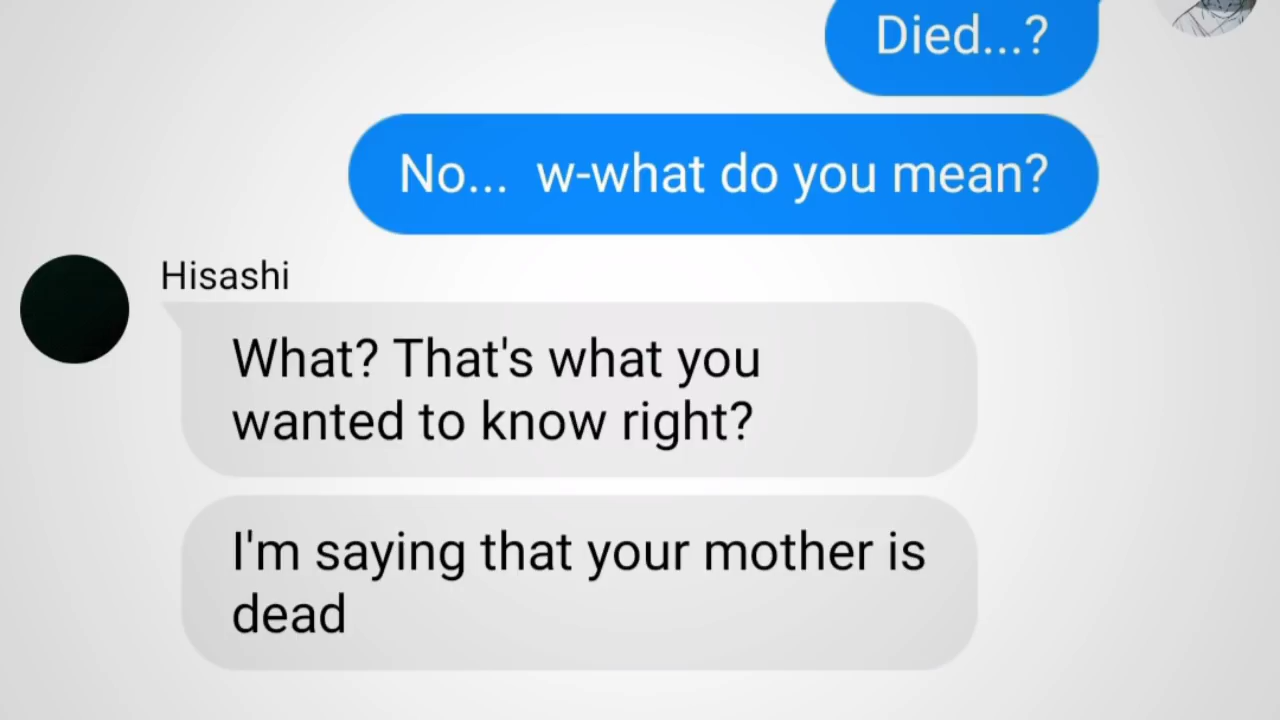 Died...?
No... w-what do you mean?
Hisashi
What? That's what you
wanted to know right?
I'm saying that your mother is
dead